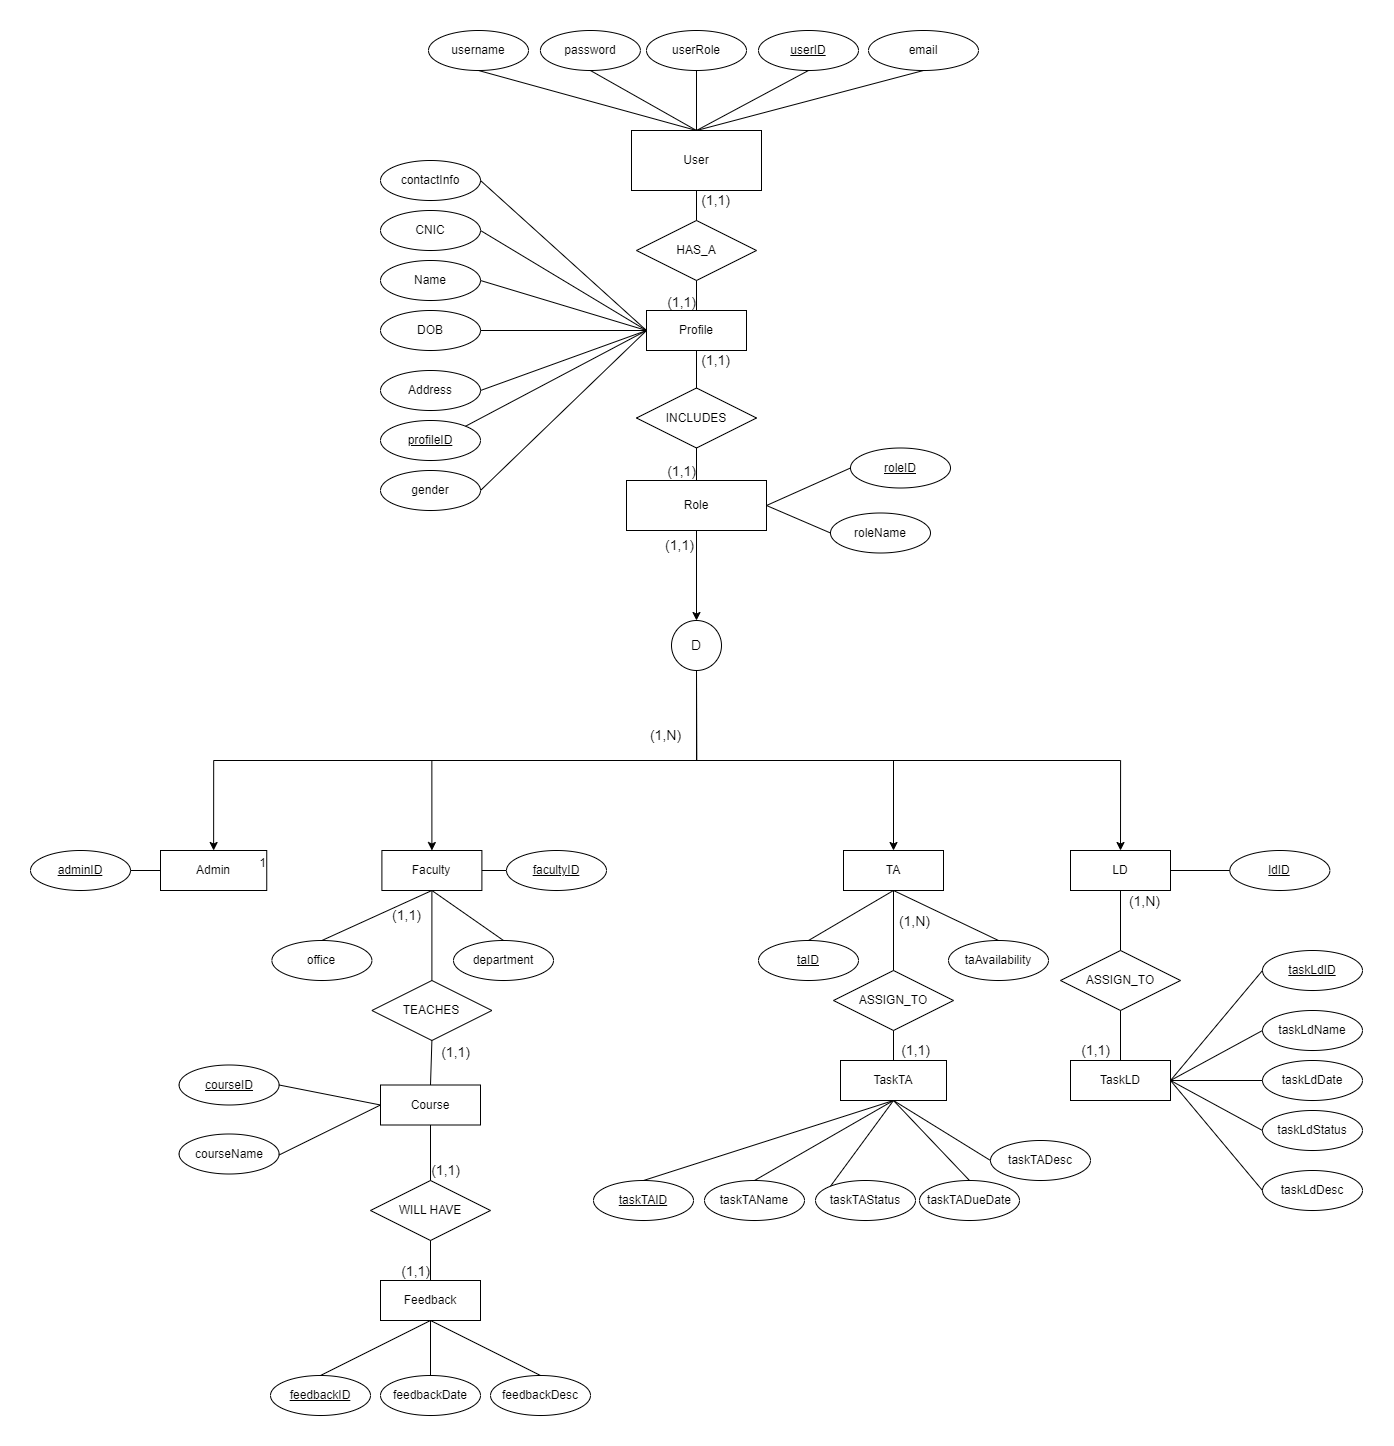 username
password
userRole
userID
email
User
(1,1)
contactInfo
CNIC
HAS_A
Name
(1,1)
DOB
Profile
(1,1)
Address
INCLUDES
profileID
(1,1)
roleID
gender
Role
roleName
(1,1)
D
(1,N)
adminID
Admin
1
Faculty
facultyID
TA
LD
ldID
(1,1)
(1,N)
(1,N)
office
department
taID
taAvailability
taskLdID
ASSIGN_TO
TEACHES
ASSIGN_TO
taskLdName
(1,1)
(1,1)
(1,1)
courseID
TaskTA
TaskLD
taskLdDate
Course
taskLdStatus
courseName
taskTADesc
(1,1)
taskLdDesc
taskTAID
taskTAName
taskTAStatus
taskTADueDate
WILL HAVE
(1,1)
Feedback
feedbackID
feedbackDate
feedbackDesc